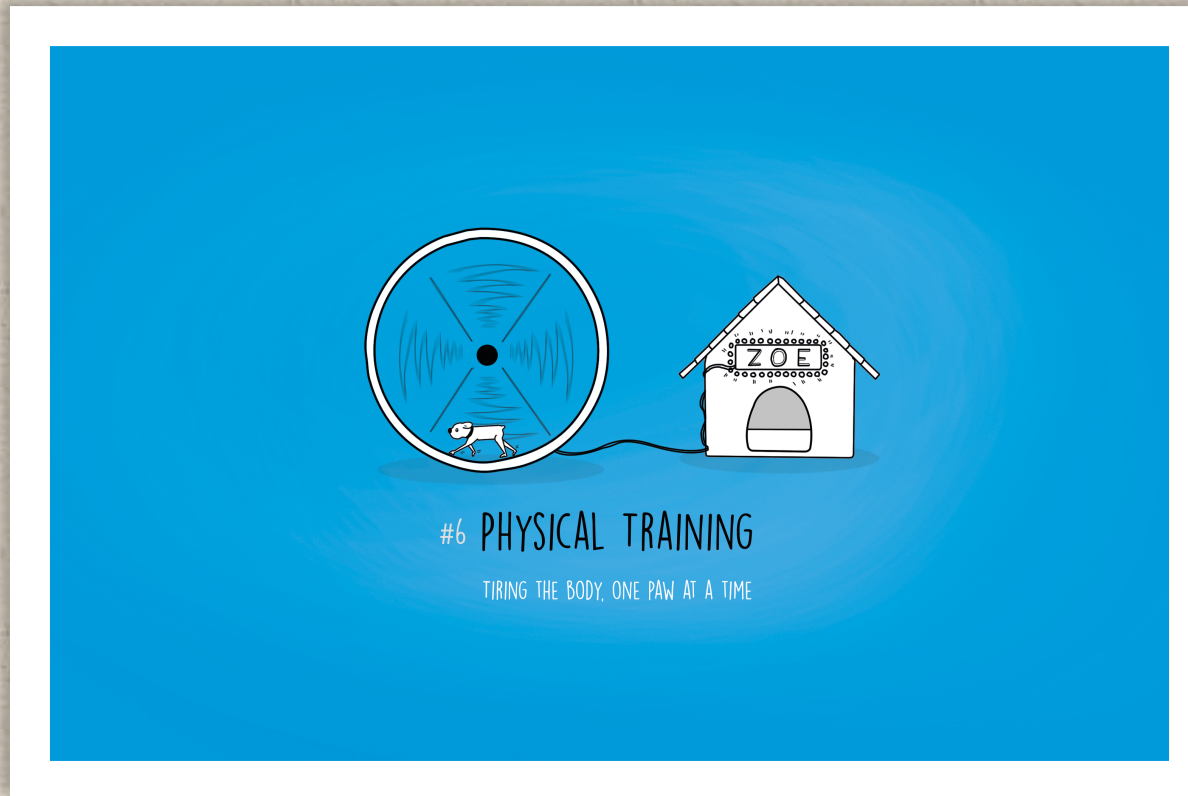 ZOE
#6 PHYSICAL TRAINING
TIRING THE BODY, ONE PAW AT A TIME